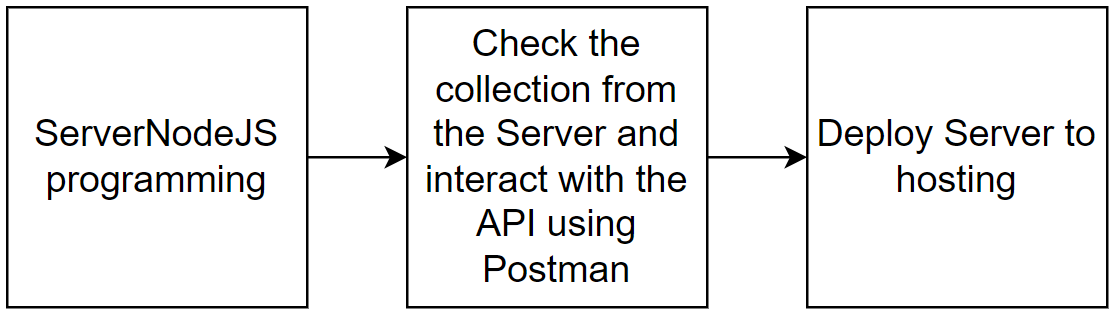 ServerNodeJS
programming
Check the
collection from
the Server and
interact with the
API using
Postman
Deploy Server to
hosting